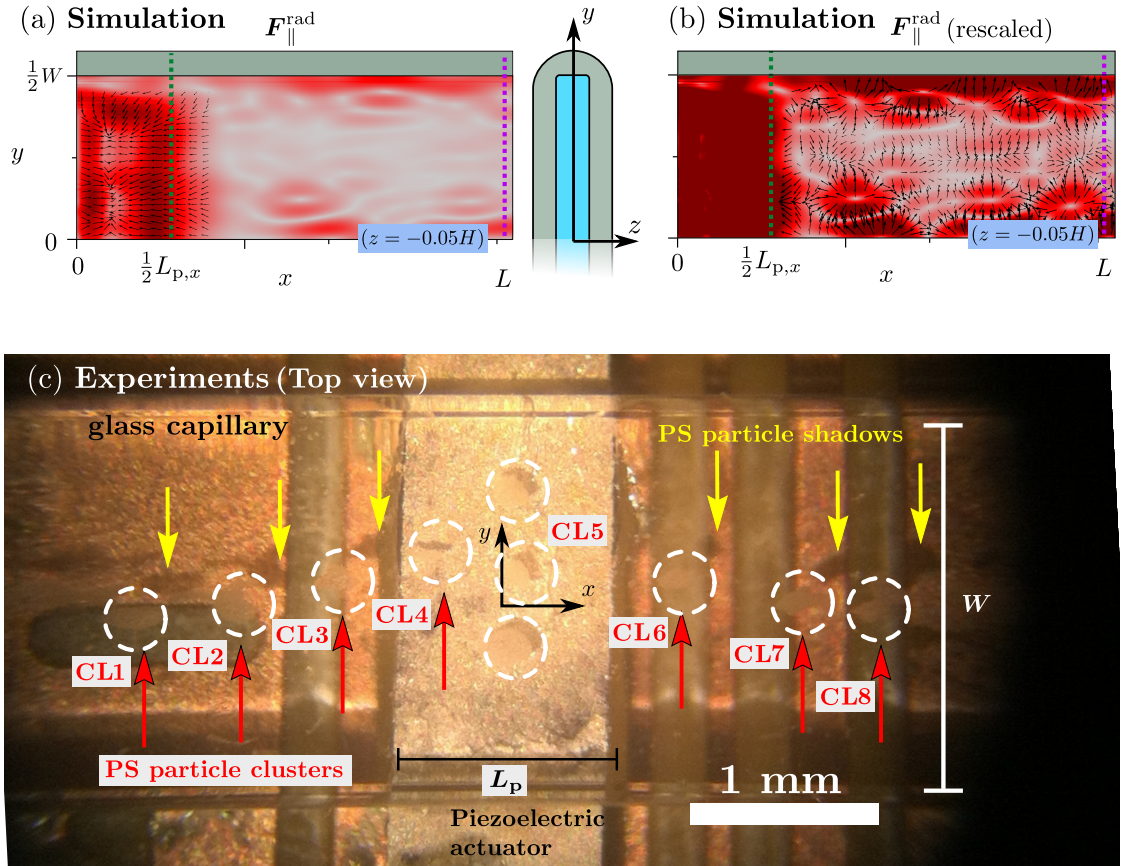 (a) Simulation F∥^rad
½W
y
0
(z = −0.05H)
0 ½L_p,x x L
y
z
(b) Simulation F∥^rad (rescaled)
(z = −0.05H)
0 ½L_p,x x L
(c) Experiments (Top view)
glass capillary
PS particle shadows
CL5
y
x
CL4
CL3
CL6
W
CL2
CL7
CL1
CL8
PS particle clusters
L_p
1 mm
Piezoelectric
actuator